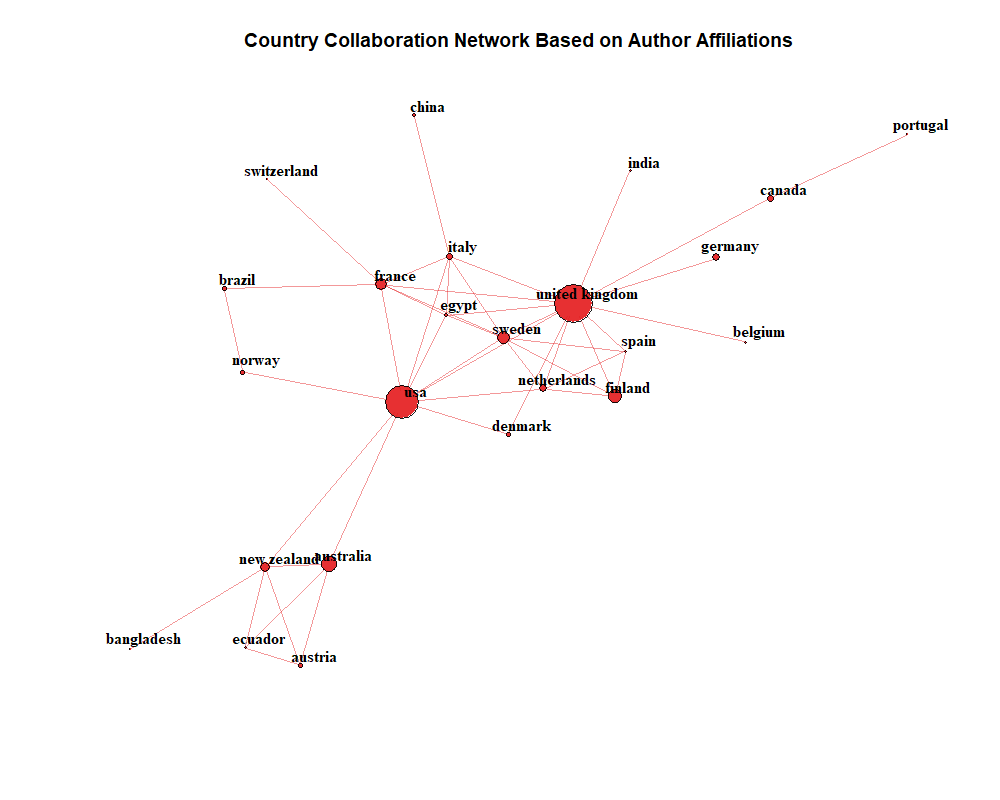 Country Collaboration Network Based on Author Affiliations
china
portugal
india
switzerland
canada
germany
italy
france
brazil
united kingdom
egypt
sweden
belgium
spain
norway
netherlands
finland
usa
denmark
australia
new zealand
bangladesh
ecuador
austria